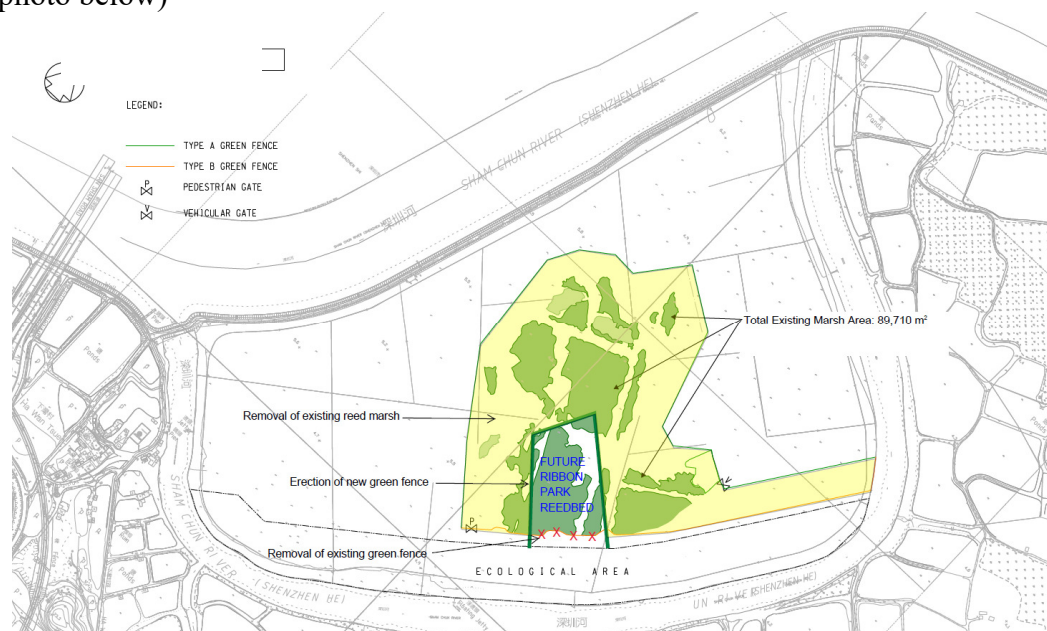 photo below)
LEGEND:
TYPE A GREEN FENCE
TYPE B GREEN FENCE
P
PEDESTRIAN GATE
V
VEHICULAR GATE
SHAM CHUN RIVER (SHENZHEN HE)
深圳河
Ponds
Ponds
Ponds
Total Existing Marsh Area: 89,710 m²
Removal of existing reed marsh
Erection of new green fence
FUTURE
RIBBON
PARK
REEDBED
P
V
Removal of existing green fence
ECOLOGICAL AREA
SHAM CHUN RIVER (SHENZHEN HE)
UN RIVER SHENZHEN HE)
深圳河